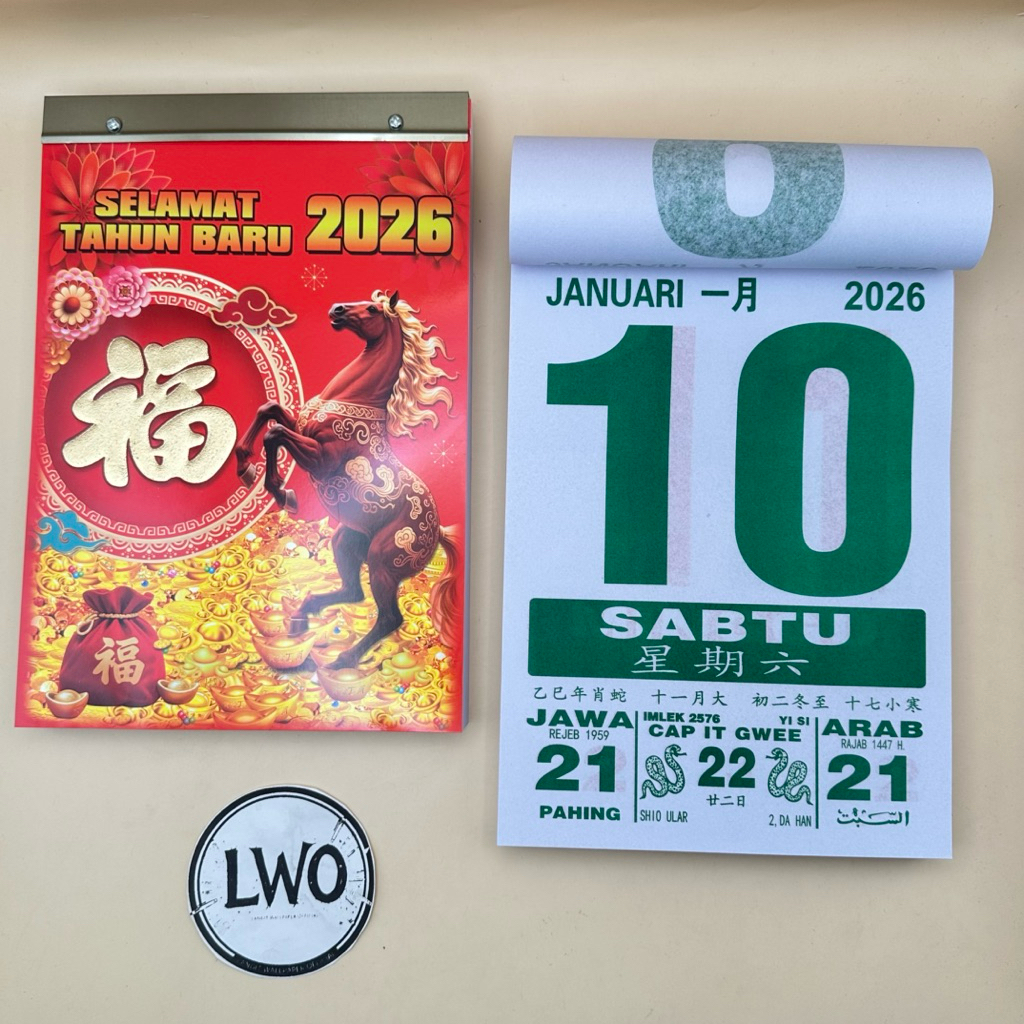 SELAMAT
TAHUN BARU 2026
福
福
LWO
JANUARI 一月 2026
10
SABTU
星期六
乙巳年肖蛇 十一月大 初二冬至 十七小寒
JAWA
REJEB 1959
21
PAHING
IMLEK 2576 YI SI
CAP IT GWEE
22
廿二日
SHIO ULAR 2, DA HAN
ARAB
RAJAB 1447 H.
21
السبت